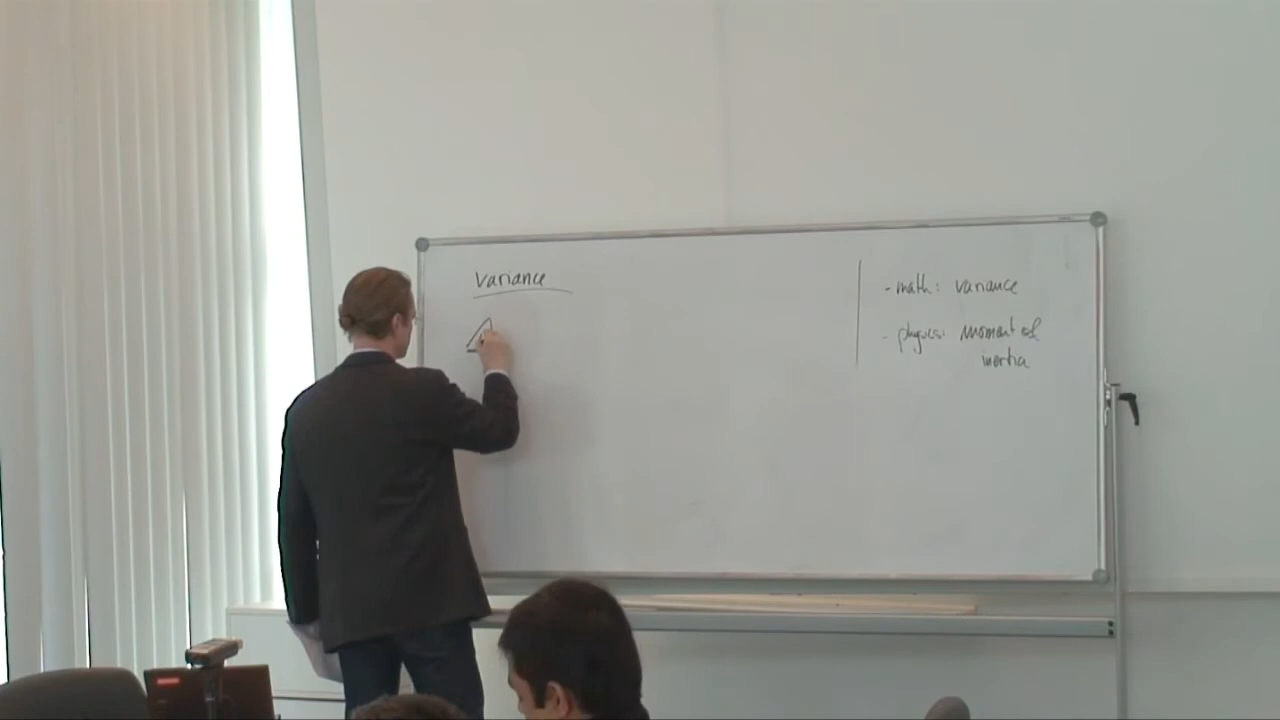 Variance
- math: variance
- physics: moment of
inertia